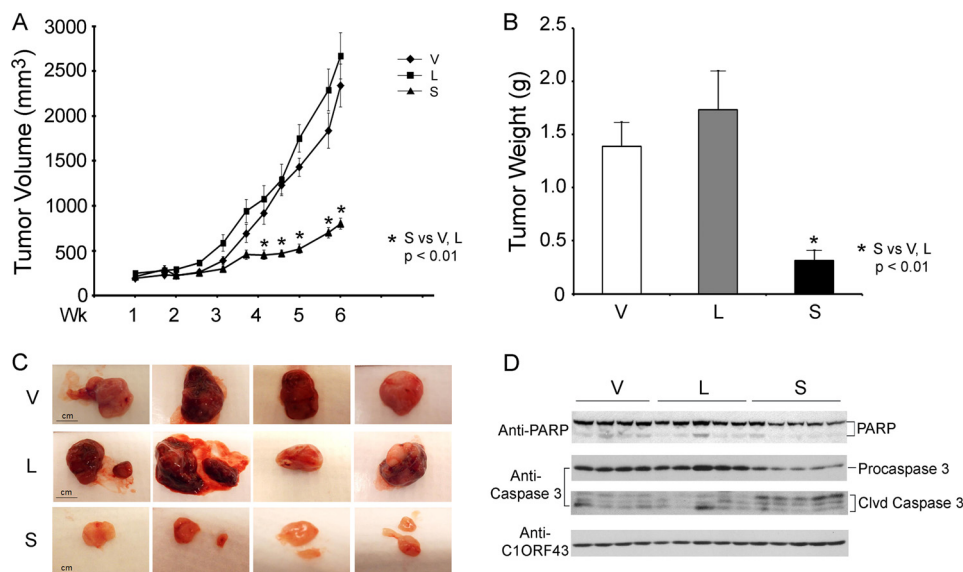 A
Tumor Volume (mm³)
3000
2500
2000
1500
1000
500
0
Wk 1 2 3 4 5 6
V
L
S
* * * * *
* S vs V, L
p < 0.01
B
Tumor Weight (g)
2.5
2.0
1.5
1.0
0.5
0.0
V L S
*
* S vs V, L
p < 0.01
C
V
cm
L
cm
S
cm
D
V L S
Anti-PARP
PARP
Anti-
Caspase 3
Procaspase 3
Clvd Caspase 3
Anti-
C1ORF43